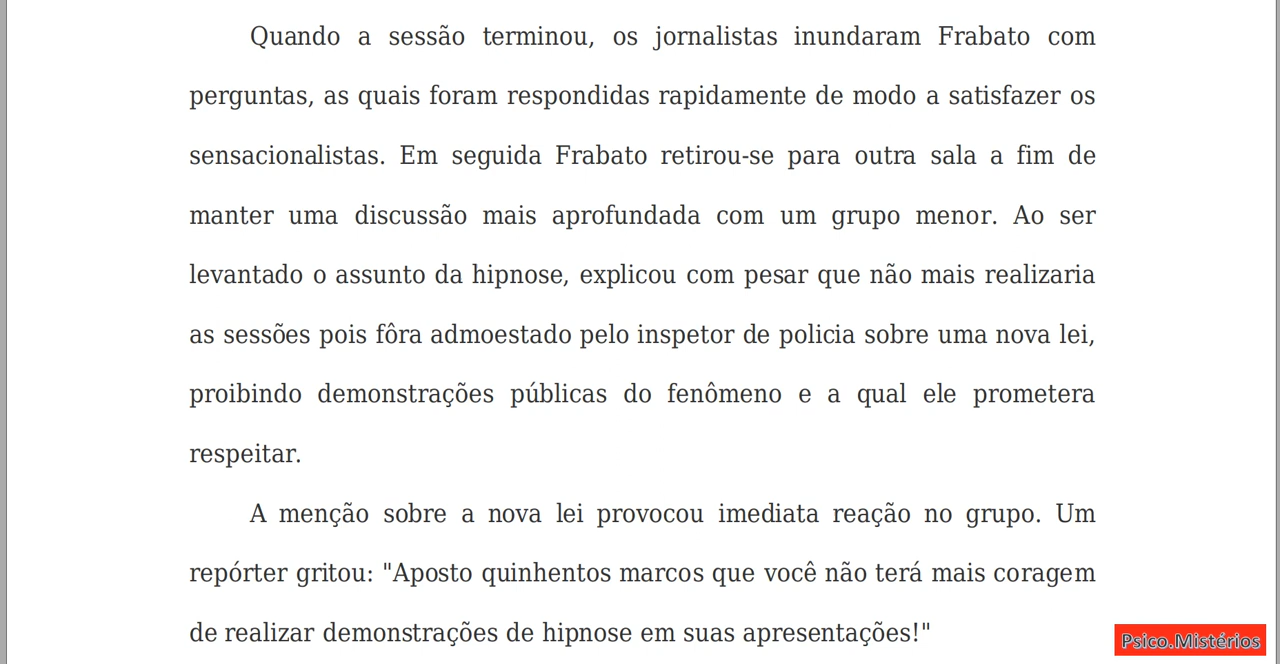 Quando a sessão terminou, os jornalistas inundaram Frabato com
perguntas, as quais foram respondidas rapidamente de modo a satisfazer os
sensacionalistas. Em seguida Frabato retirou-se para outra sala a fim de
manter uma discussão mais aprofundada com um grupo menor. Ao ser
levantado o assunto da hipnose, explicou com pesar que não mais realizaria
as sessões pois fôra admoestado pelo inspetor de policia sobre uma nova lei,
proibindo demonstrações públicas do fenômeno e a qual ele prometera
respeitar.
A menção sobre a nova lei provocou imediata reação no grupo. Um
repórter gritou: "Aposto quinhentos marcos que você não terá mais coragem
de realizar demonstrações de hipnose em suas apresentações!"
Psico.Mistérios